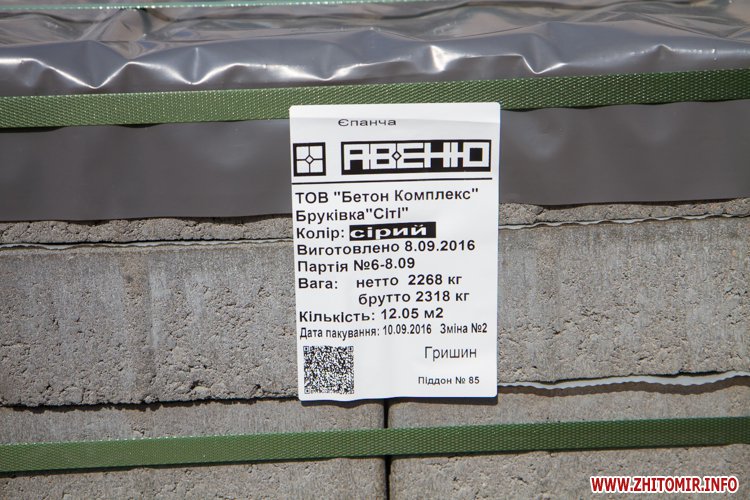 Єпанча
АВЕНЮ
ТОВ "Бетон Комплекс"
Бруківка"Сіті"
Колір: сірий
Виготовлено 8.09.2016
Партія №6-8.09
Вага: нетто 2268 кг
брутто 2318 кг
Кількість: 12.05 м2
Дата пакування: 10.09.2016 Зміна №2
Гришин
Піддон № 85
WWW.ZHITOMIR.INFO